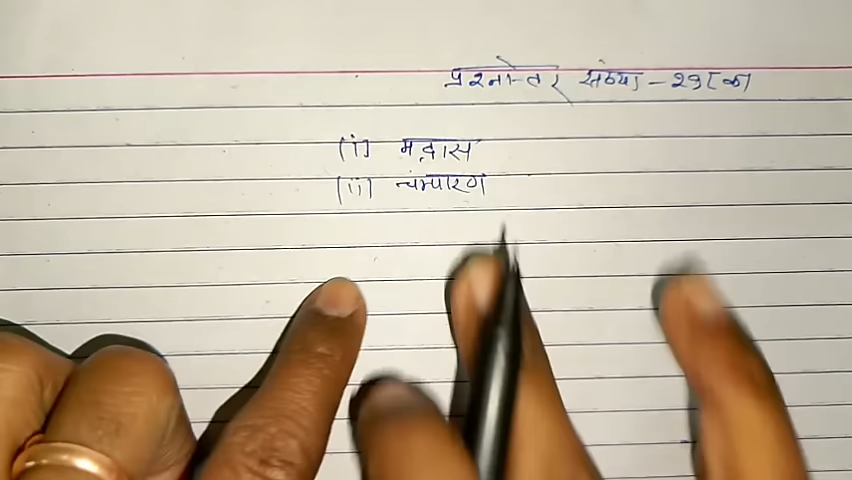 प्रश्नोत्तर संख्या - 29(क)
(i) मद्रास
(ii) चम्पारण